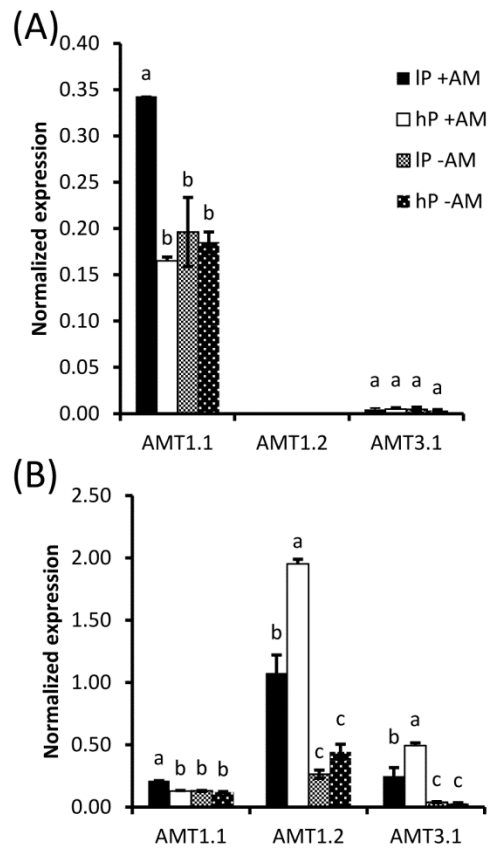 (A)
Normalized expression
0.40
0.35
0.30
0.25
0.20
0.15
0.10
0.05
0.00
a
b
b
b
a a a a
AMT1.1 AMT1.2 AMT3.1
lP +AM
hP +AM
lP -AM
hP -AM
(B)
Normalized expression
2.50
2.00
1.50
1.00
0.50
0.00
a b b b
b
a
c
c
b
a
c c
AMT1.1 AMT1.2 AMT3.1